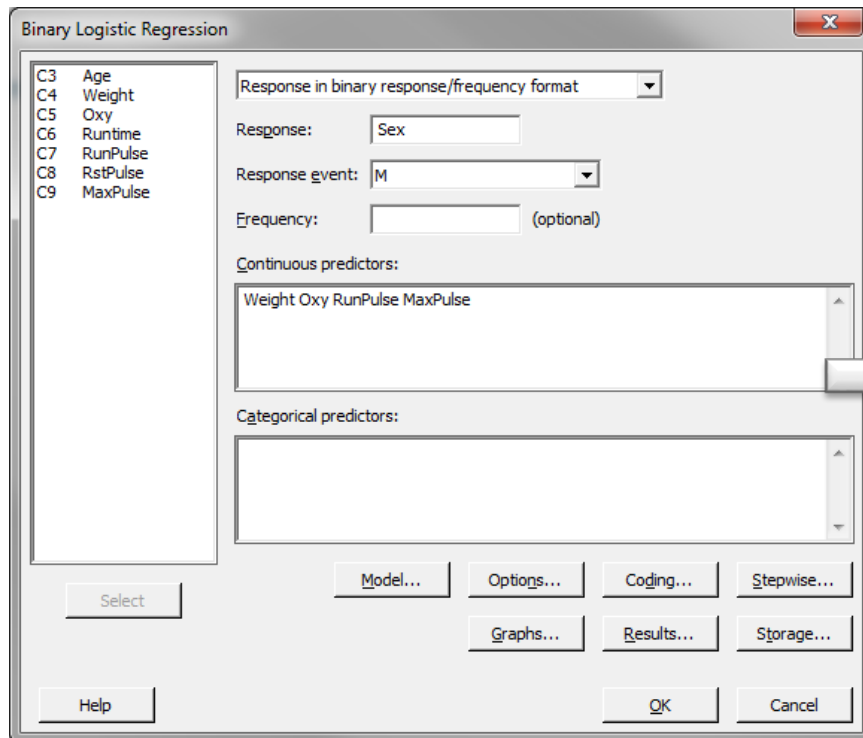 Binary Logistic Regression
x
C3 Age
C4 Weight
C5 Oxy
C6 Runtime
C7 RunPulse
C8 RstPulse
C9 MaxPulse
Response in binary response/frequency format
Response: Sex
Response event: M
Frequency: (optional)
Continuous predictors:
Weight Oxy RunPulse MaxPulse
Categorical predictors:
Model... Options... Coding... Stepwise...
Select
Graphs... Results... Storage...
Help OK Cancel